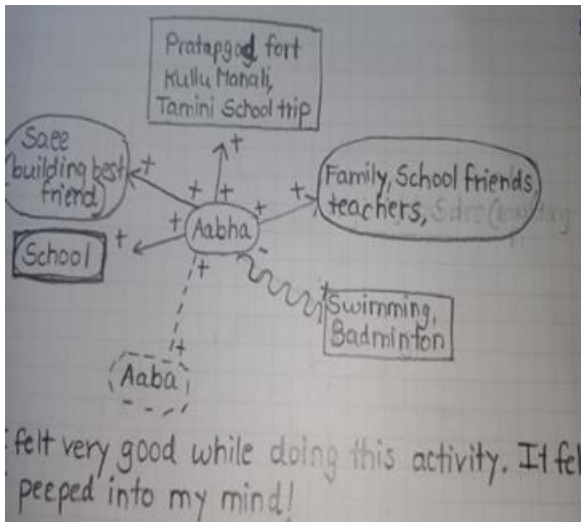 Pratapgad fort
Kullu Manali,
Tamini School trip
Saee
(building best
friend)
Family, School friends,
teachers,
Aabha
School
Swimming,
Badminton
Aaba
felt very good while doing this activity. It fel
peeped into my mind!